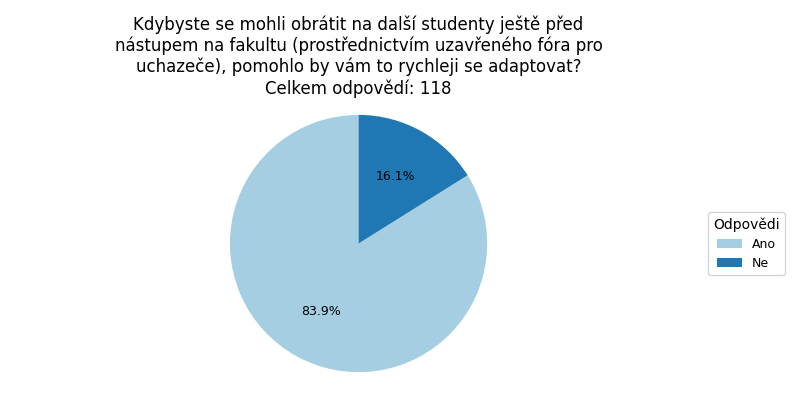 Kdybyste se mohli obrátit na další studenty ještě před
nástupem na fakultu (prostřednictvím uzavřeného fóra pro
uchazeče), pomohlo by vám to rychleji se adaptovat?
Celkem odpovědí: 118
16.1%
83.9%
Odpovědi
Ano
Ne